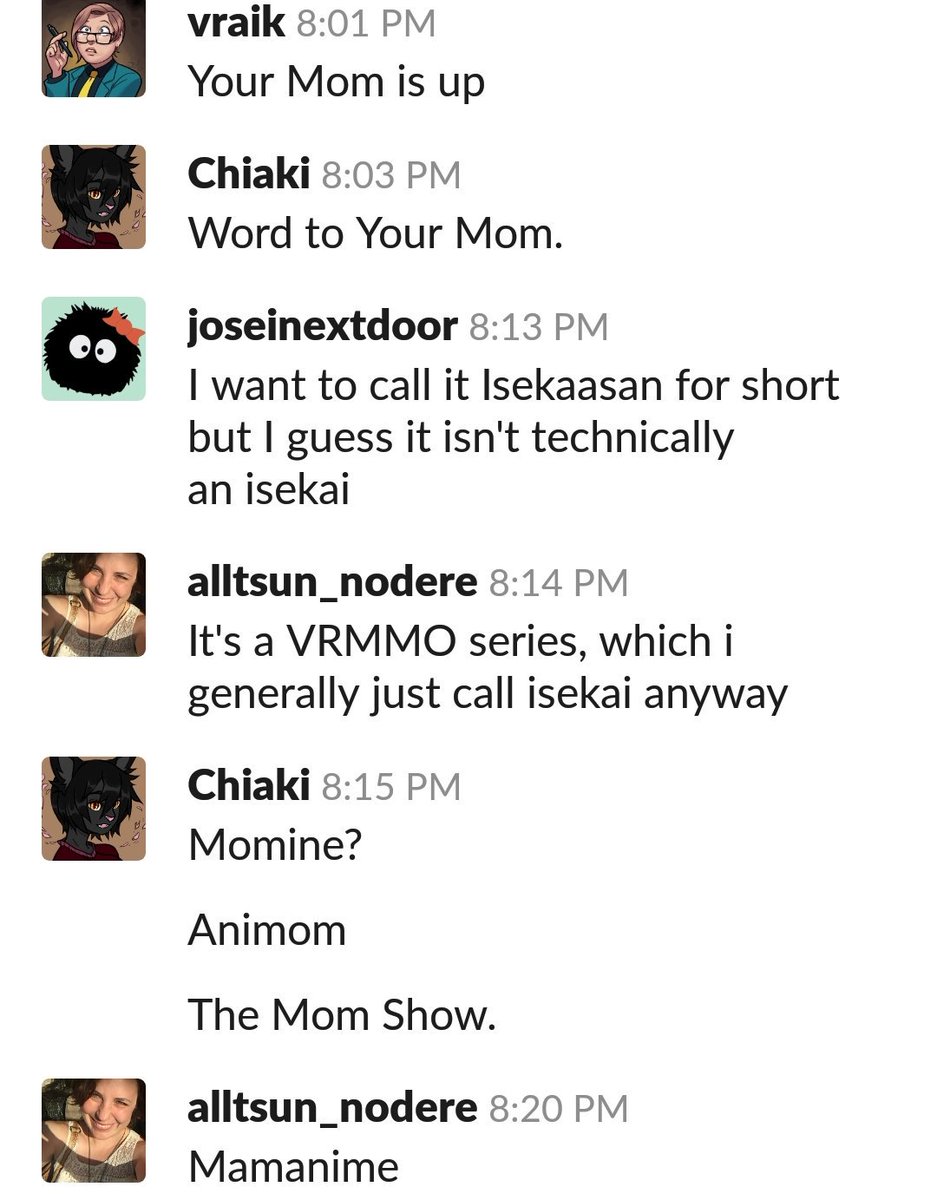 vraik 8:01 PM
Your Mom is up
Chiaki 8:03 PM
Word to Your Mom.
joseinextdoor 8:13 PM
I want to call it Isekaasan for short
but I guess it isn't technically
an isekai
alltsun_nodere 8:14 PM
It's a VRMMO series, which i
generally just call isekai anyway
Chiaki 8:15 PM
Momine?
Animom
The Mom Show.
alltsun_nodere 8:20 PM
Mamanime